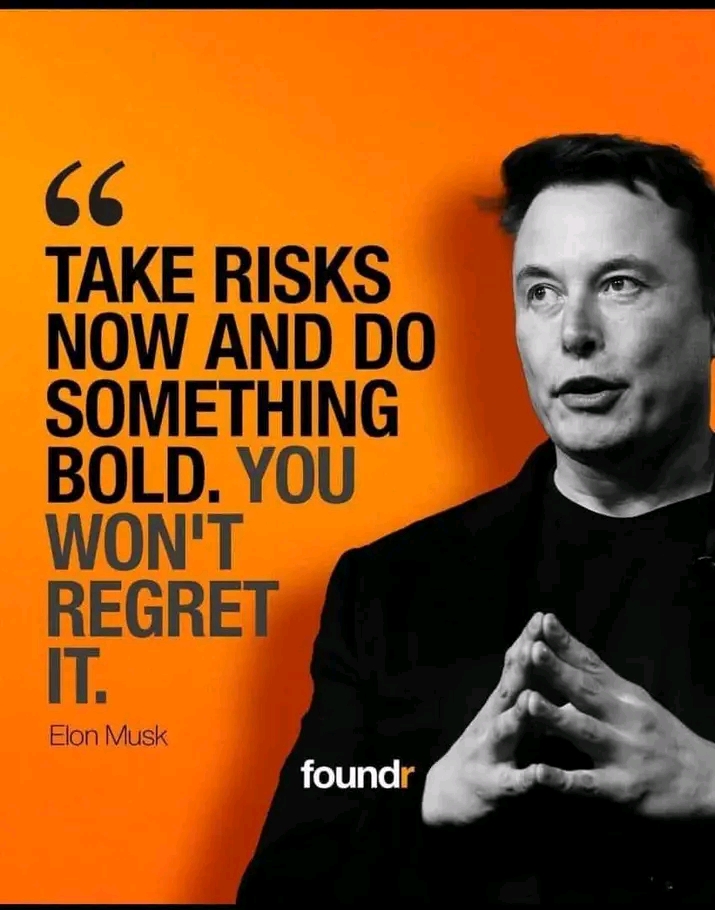 “
TAKE RISKS
NOW AND DO
SOMETHING
BOLD. YOU
WON'T
REGRET
IT.
Elon Musk
foundr